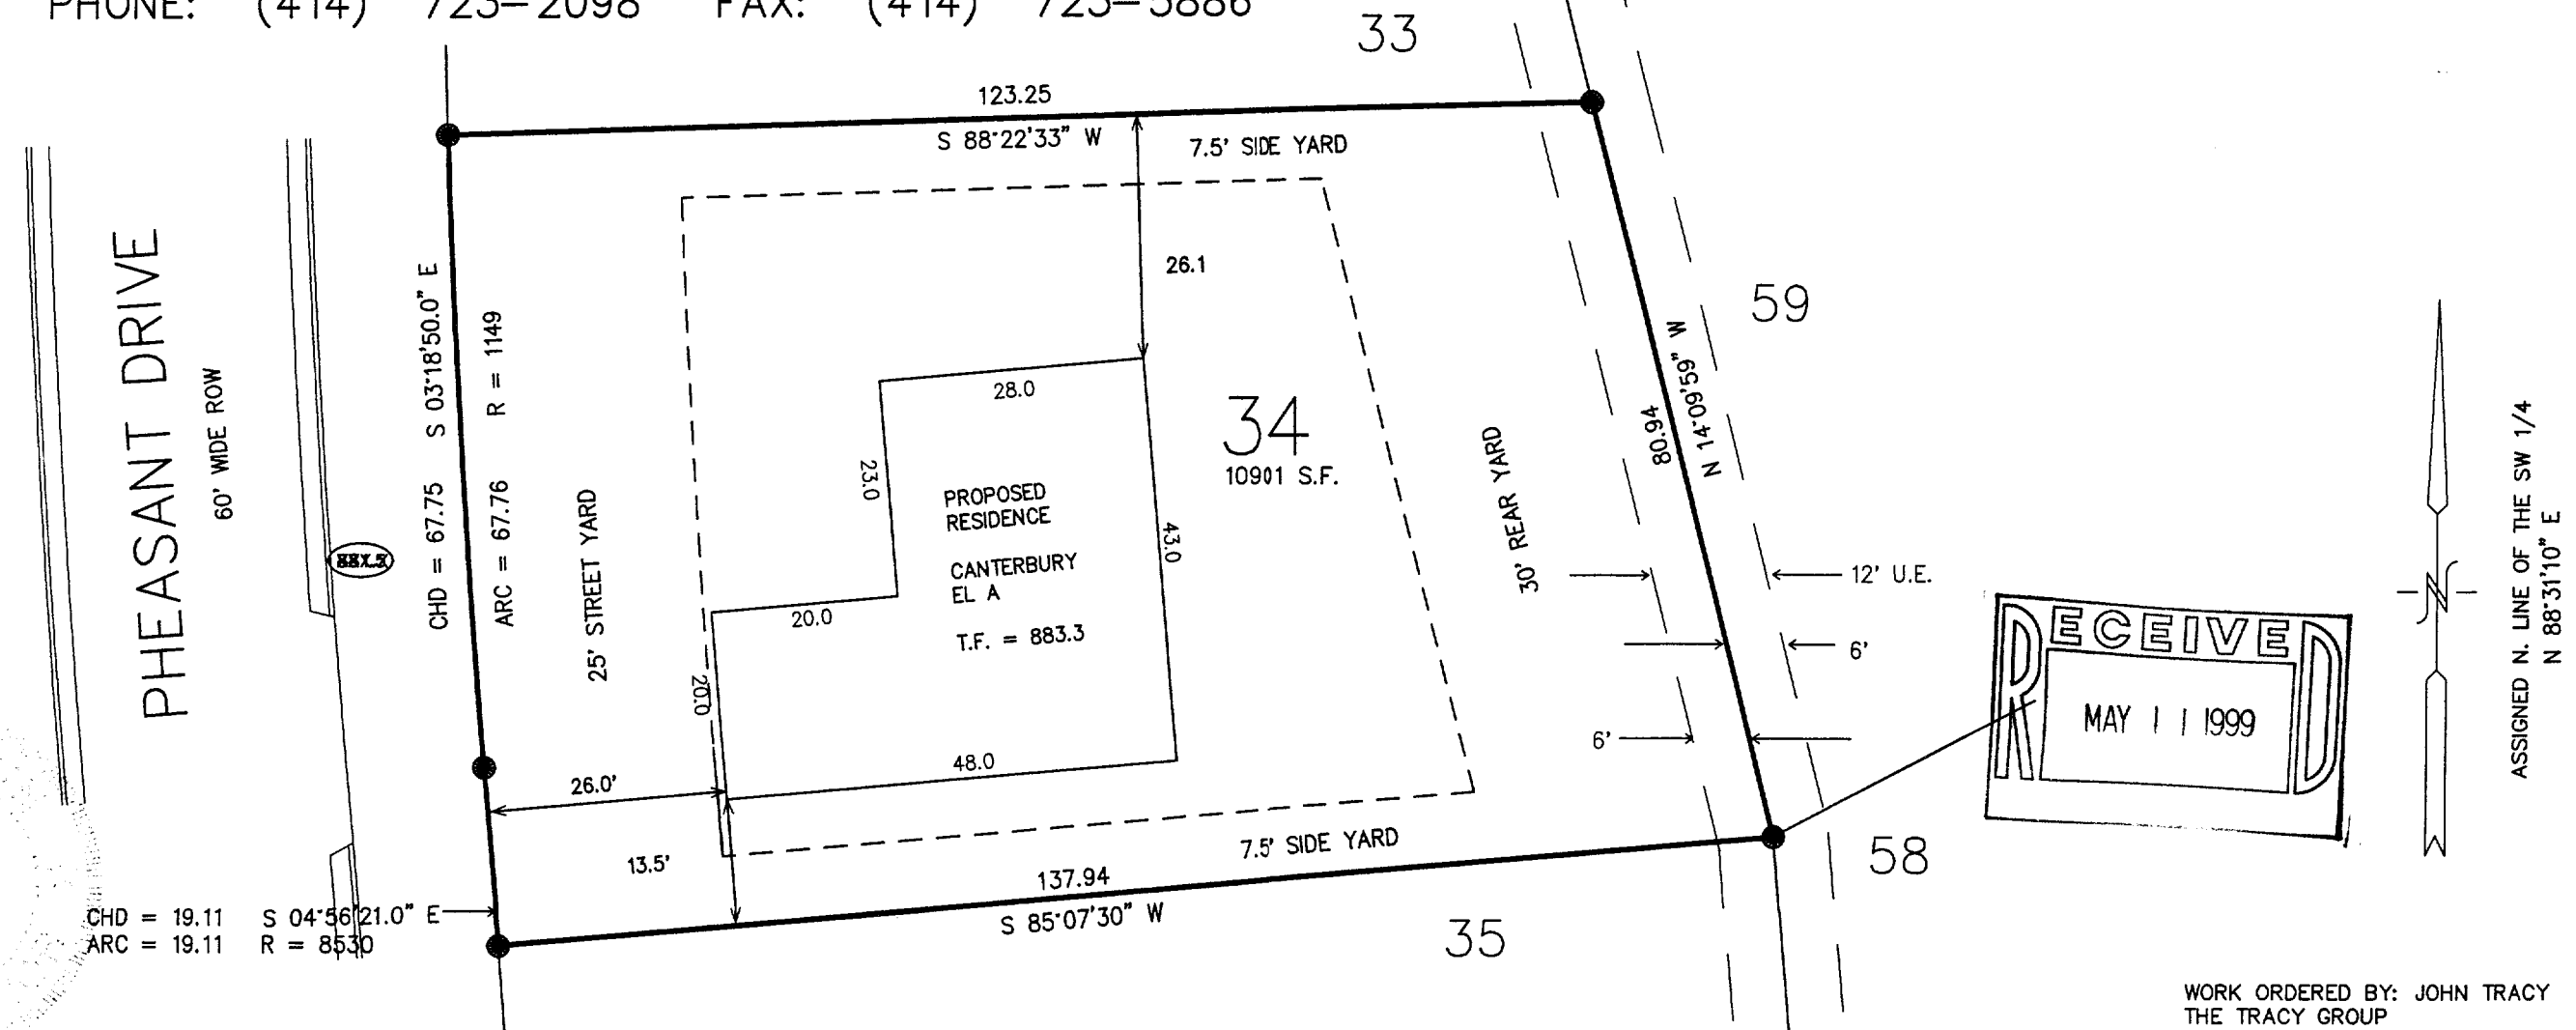 PHONE: (414) 723-2098 FAX: (414) 723-5886
33
123.25
S 88°22'33" W
7.5' SIDE YARD
PHEASANT DRIVE
60' WIDE ROW
CHD = 67.75 S 03°18'50.0" E
ARC = 67.76 R = 1149
25' STREET YARD
26.1
28.0
23.0
34
10901 S.F.
PROPOSED
RESIDENCE
CANTERBURY
EL A
T.F. = 883.3
43.0
20.0
20.0
48.0
26.0'
13.5'
30' REAR YARD
80.94
N 14°09'59" W
59
12' U.E.
6'
6'
7.5' SIDE YARD
137.94
S 85°07'30" W
58
35
CHD = 19.11 S 04°56'21.0" E
ARC = 19.11 R = 8530
RECEIVED
MAY 11 1999
N
ASSIGNED N. LINE OF THE SW 1/4
N 88°31'10" E
WORK ORDERED BY: JOHN TRACY
THE TRACY GROUP